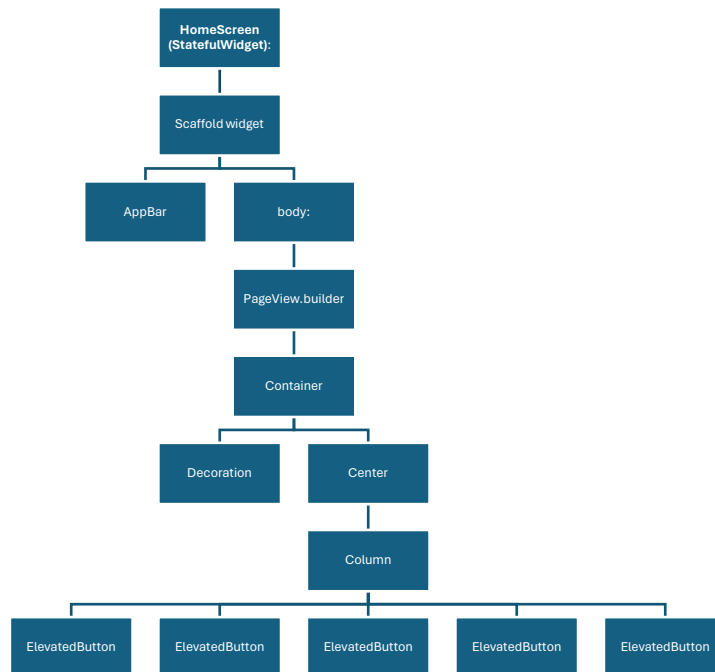 HomeScreen
(StatefulWidget):
Scaffold widget
AppBar
body:
PageView.builder
Container
Decoration
Center
Column
ElevatedButton
ElevatedButton
ElevatedButton
ElevatedButton
ElevatedButton